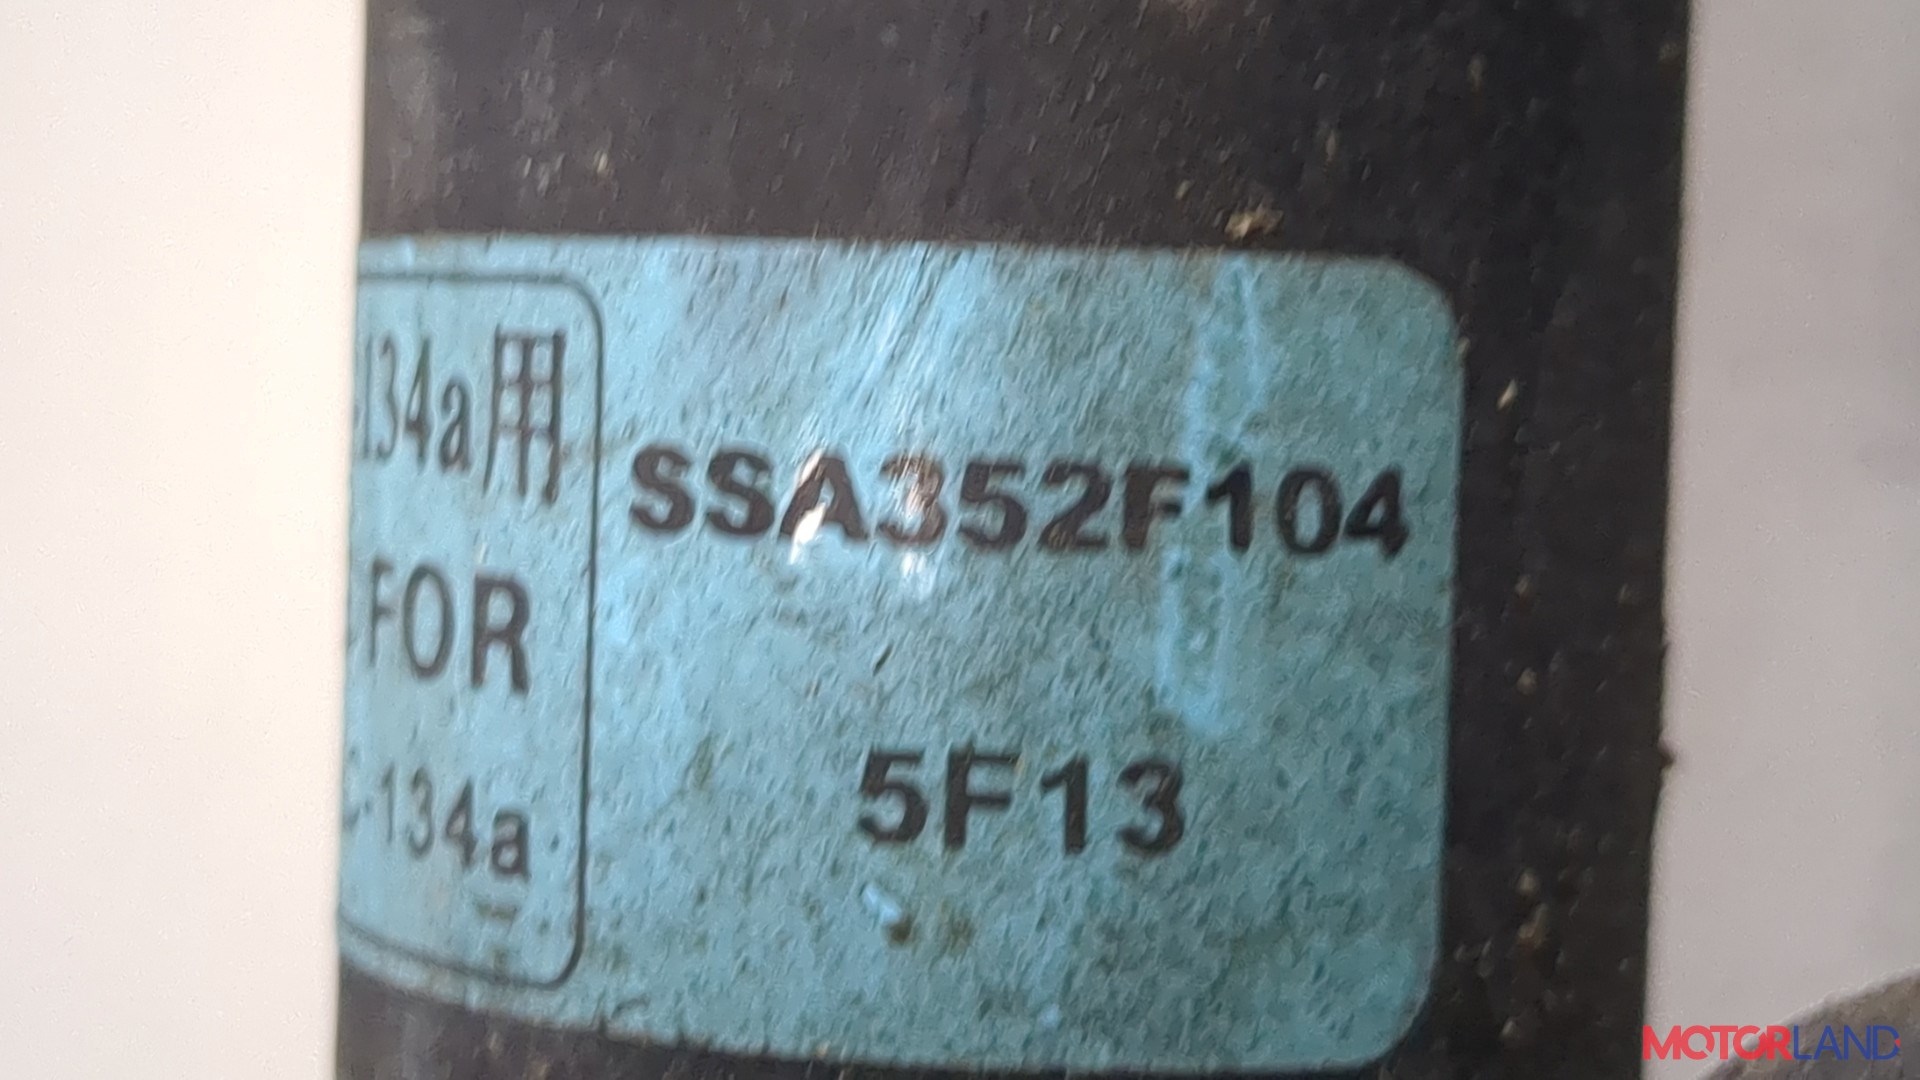 134a用
FOR
-134a
SSA352F104
5F13
MOTORLAND